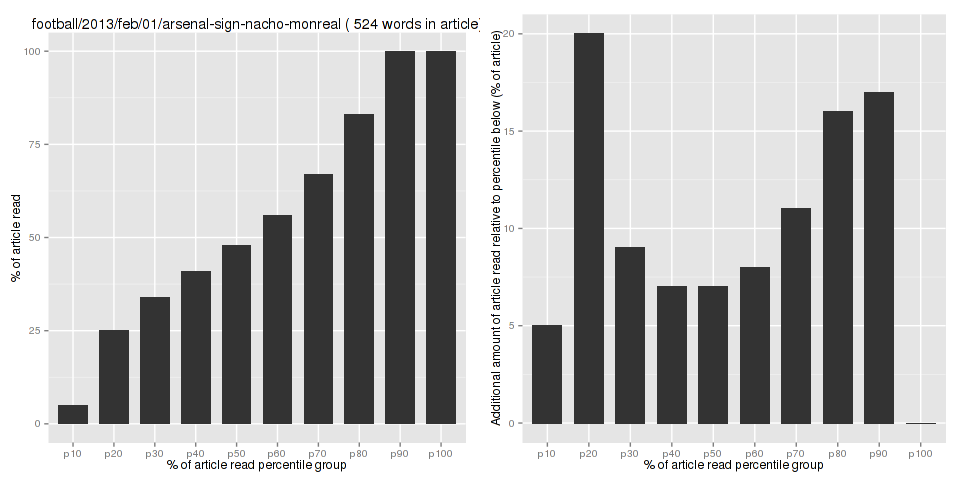 football/2013/feb/01/arsenal-sign-nacho-monreal ( 524 words in article)
% of article read
100
75
50
25
0
p10 p20 p30 p40 p50 p60 p70 p80 p90 p100
% of article read percentile group
Additional amount of article read relative to percentile below (% of article)
20
15
10
5
0
p10 p20 p30 p40 p50 p60 p70 p80 p90 p100
% of article read percentile group